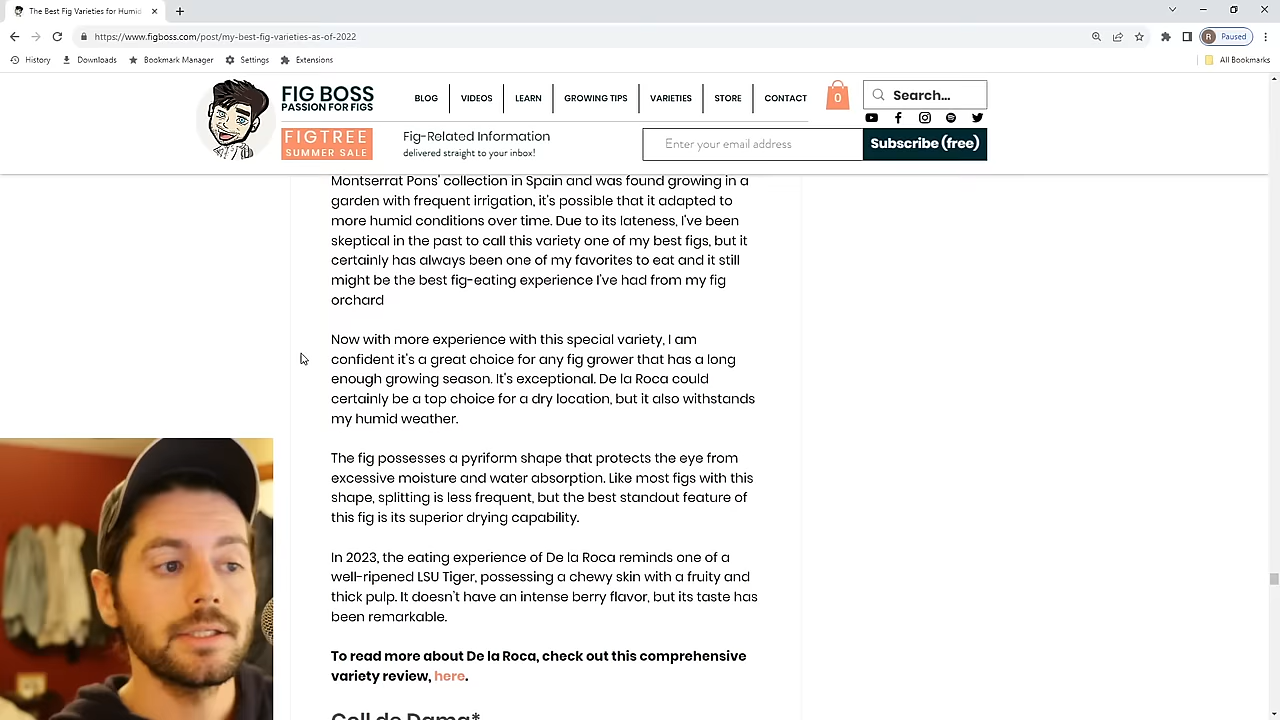 The Best Fig Varieties for Humid
https://www.figboss.com/post/my-best-fig-varieties-as-of-2022
R
Paused
History
Downloads
Bookmark Manager
Settings
Extensions
All Bookmarks
FIG BOSS
PASSION FOR FIGS
BLOG
VIDEOS
LEARN
GROWING TIPS
VARIETIES
STORE
CONTACT
0
Search...
FIGTREE
SUMMER SALE
Fig-Related Information
delivered straight to your inbox!
Enter your email address
Subscribe (free)
Montserrat Pons' collection in Spain and was found growing in a
garden with frequent irrigation, it's possible that it adapted to
more humid conditions over time. Due to its lateness, I've been
skeptical in the past to call this variety one of my best figs, but it
certainly has always been one of my favorites to eat and it still
might be the best fig-eating experience I've had from my fig
orchard
Now with more experience with this special variety, I am
confident it's a great choice for any fig grower that has a long
enough growing season. It's exceptional. De la Roca could
certainly be a top choice for a dry location, but it also withstands
my humid weather.
The fig possesses a pyriform shape that protects the eye from
excessive moisture and water absorption. Like most figs with this
shape, splitting is less frequent, but the best standout feature of
this fig is its superior drying capability.
In 2023, the eating experience of De la Roca reminds one of a
well-ripened LSU Tiger, possessing a chewy skin with a fruity and
thick pulp. It doesn't have an intense berry flavor, but its taste has
been remarkable.
To read more about De la Roca, check out this comprehensive
variety review, here.
Coll de Dama*